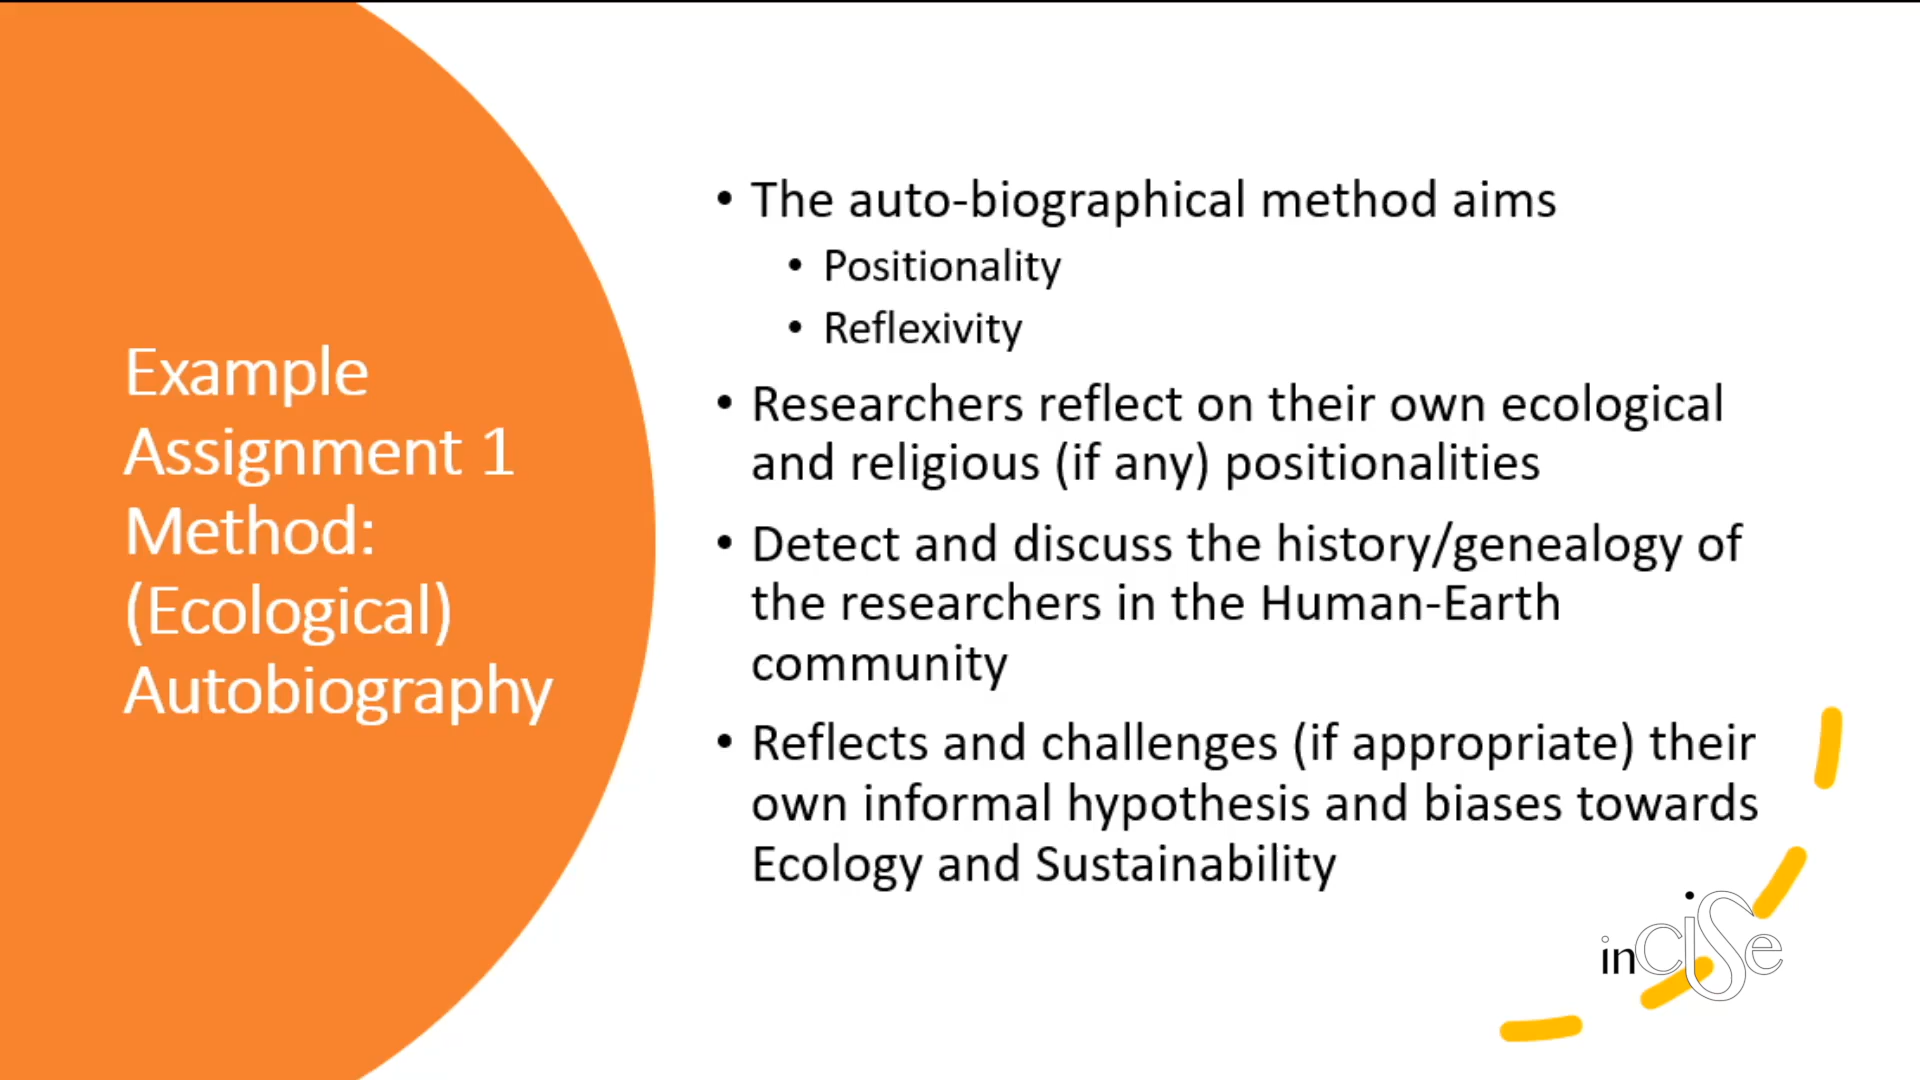 Example
Assignment 1
Method:
(Ecological)
Autobiography
• The auto-biographical method aims
• Positionality
• Reflexivity
• Researchers reflect on their own ecological
and religious (if any) positionalities
• Detect and discuss the history/genealogy of
the researchers in the Human-Earth
community
• Reflects and challenges (if appropriate) their
own informal hypothesis and biases towards
Ecology and Sustainability
inCiSe